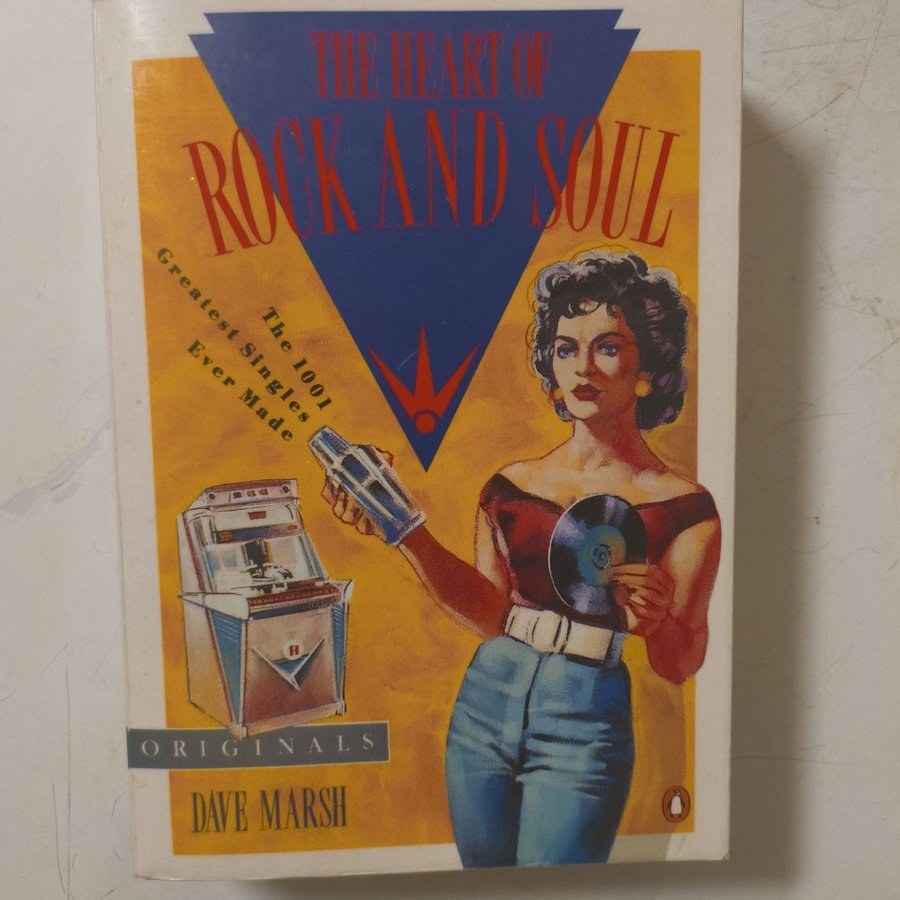 THE HEART OF
ROCK AND SOUL
The 1001
Greatest Singles
Ever Made
ORIGINALS
DAVE MARSH